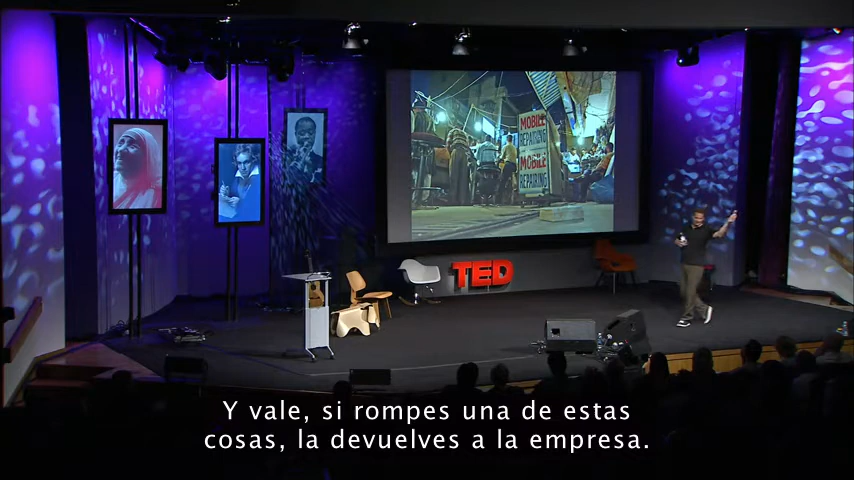 MOBILE
REPAIRING
MOBILE
REPAIRING
TED
Y vale, si rompes una de estas
cosas, la devuelves a la empresa.